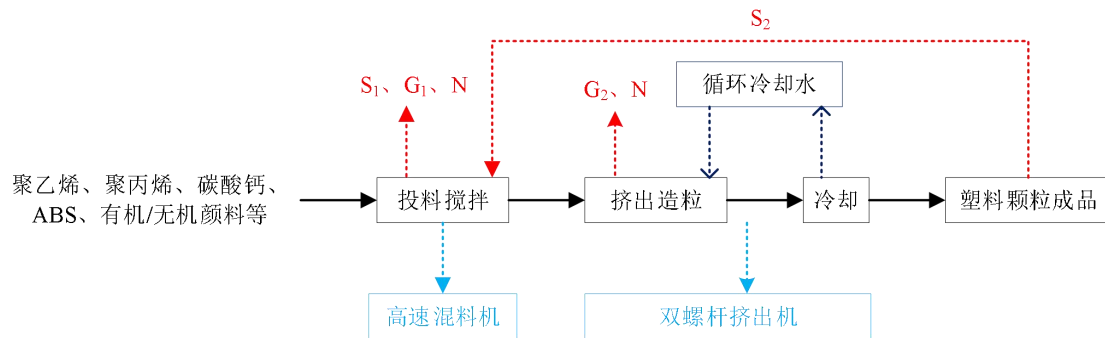 S₂
S₁、G₁、N
G₂、N
循环冷却水
聚乙烯、聚丙烯、碳酸钙、
ABS、有机/无机颜料等
投料搅拌
挤出造粒
冷却
塑料颗粒成品
高速混料机
双螺杆挤出机